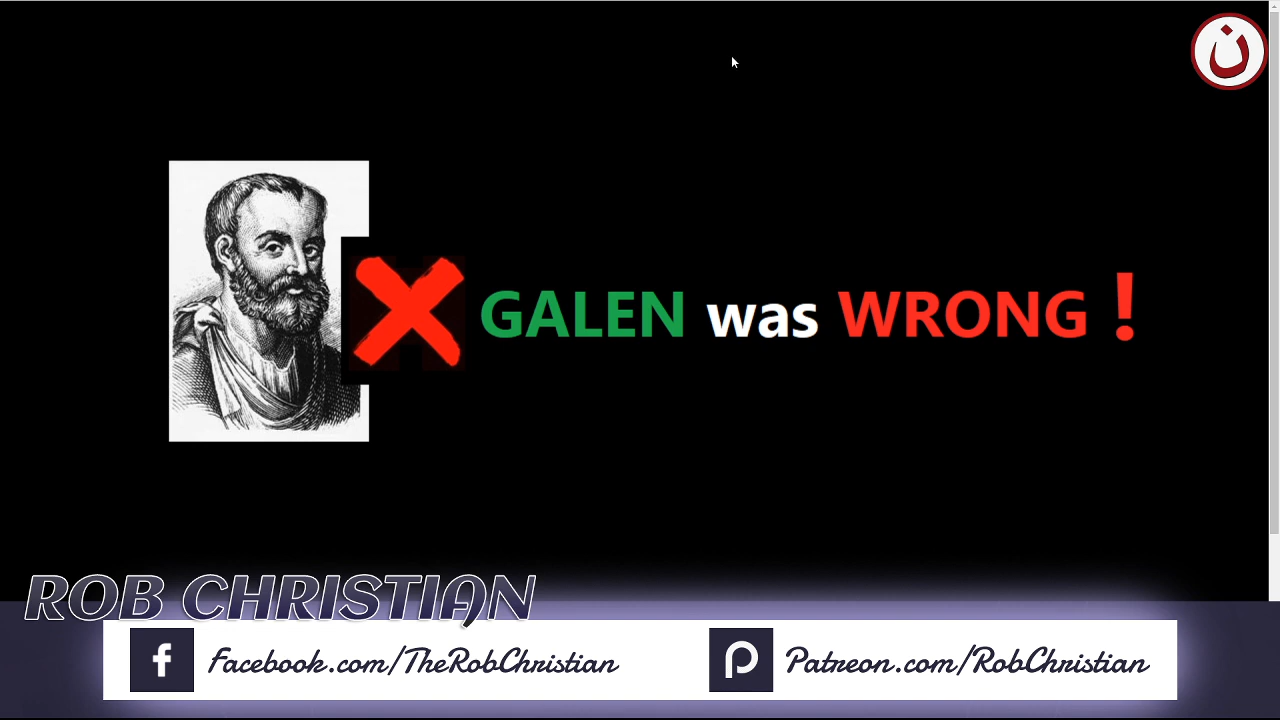 ن
GALEN was WRONG !
ROB CHRISTIAN
Facebook.com/TheRobChristian
Patreon.com/RobChristian